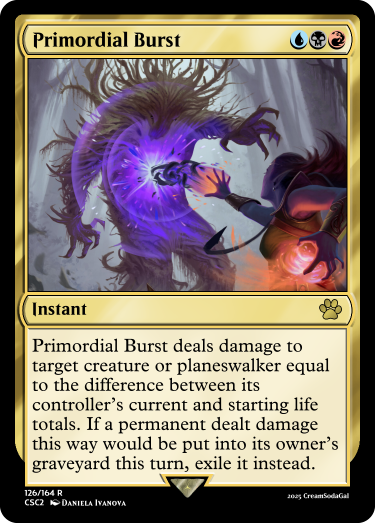 Primordial Burst
Instant
Primordial Burst deals damage to
target creature or planeswalker equal
to the difference between its
controller's current and starting life
totals. If a permanent dealt damage
this way would be put into its owner's
graveyard this turn, exile it instead.
126/164 R
CSC2 Daniela Ivanova
2025 CreamSodaGal